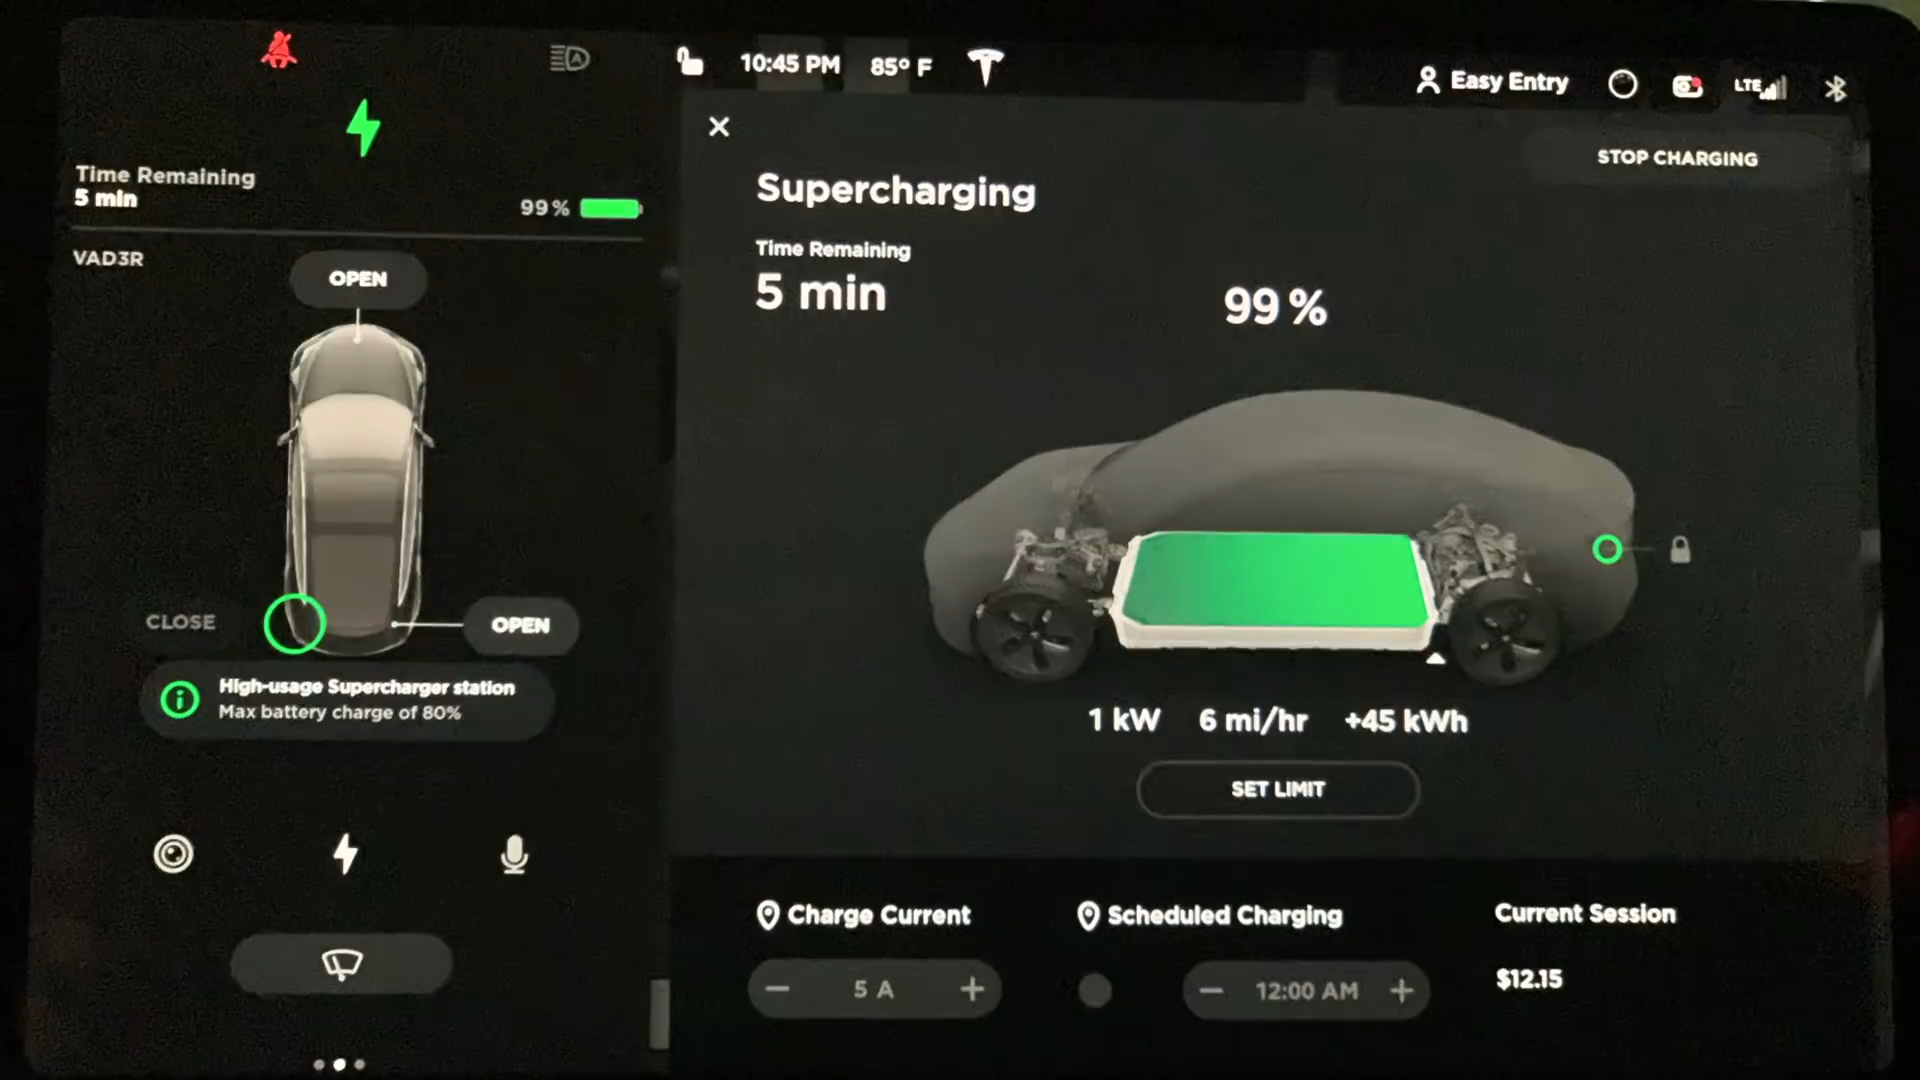 10:45 PM 85° F
Easy Entry
LTE
Time Remaining
5 min
99 %
VAD3R
OPEN
CLOSE
OPEN
High-usage Supercharger station
Max battery charge of 80%
STOP CHARGING
Supercharging
Time Remaining
5 min
99 %
1 kW 6 mi/hr +45 kWh
SET LIMIT
Charge Current
5 A
Scheduled Charging
12:00 AM
Current Session
$12.15